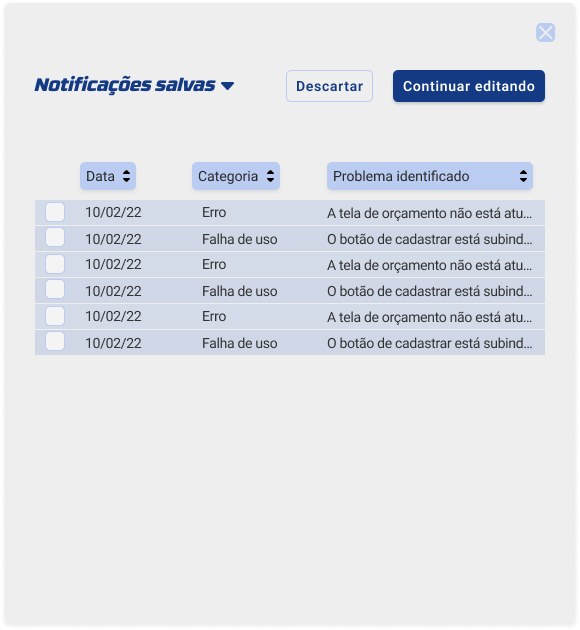 Notificações salvas
Descartar
Continuar editando
Data
Categoria
Problema identificado
10/02/22 Erro A tela de orçamento não está atu...
10/02/22 Falha de uso O botão de cadastrar está subind...
10/02/22 Erro A tela de orçamento não está atu...
10/02/22 Falha de uso O botão de cadastrar está subind...
10/02/22 Erro A tela de orçamento não está atu...
10/02/22 Falha de uso O botão de cadastrar está subind...